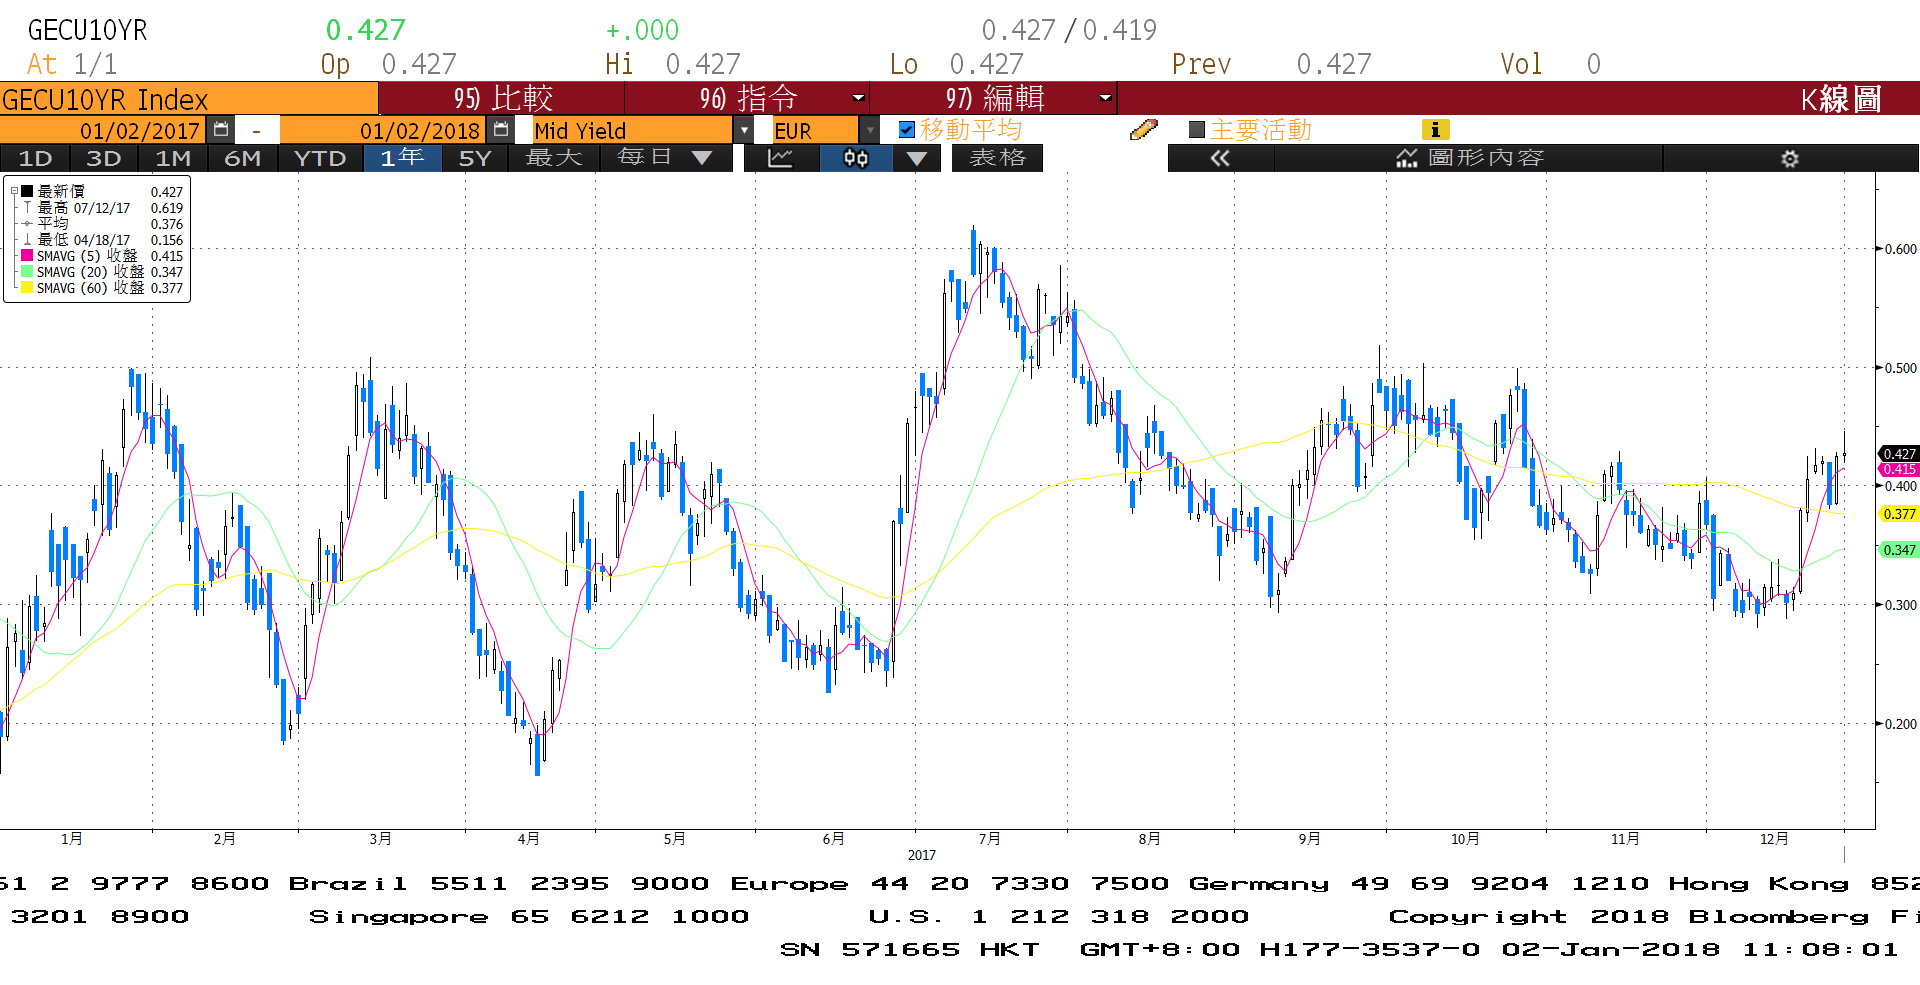 GECU10YR 0.427 +.000 0.427 / 0.419
At 1/1 Op 0.427 Hi 0.427 Lo 0.427 Prev 0.427 Vol 0
GECU10YR Index 95) 比較 96) 指令 97) 編輯 K線圖
01/02/2017 - 01/02/2018 Mid Yield EUR 移動平均 主要活動 i
1D 3D 1M 6M YTD 1年 5Y 最大 每日 表格 « 圖形內容
最新價 0.427
最高 07/12/17 0.619
平均 0.376
最低 04/18/17 0.156
SMAVG (5) 收盤 0.415
SMAVG (20) 收盤 0.347
SMAVG (60) 收盤 0.377
0.600
0.500
0.427
0.415
0.400
0.377
0.347
0.300
0.200
1月 2月 3月 4月 5月 6月 7月 8月 9月 10月 11月 12月
2017
61 2 9777 8600 Brazil 5511 2395 9000 Europe 44 20 7330 7500 Germany 49 69 9204 1210 Hong Kong 852
3201 8900 Singapore 65 6212 1000 U.S. 1 212 318 2000 Copyright 2018 Bloomberg Fi
SN 571665 HKT GMT+8:00 H177-3537-0 02-Jan-2018 11:08:01